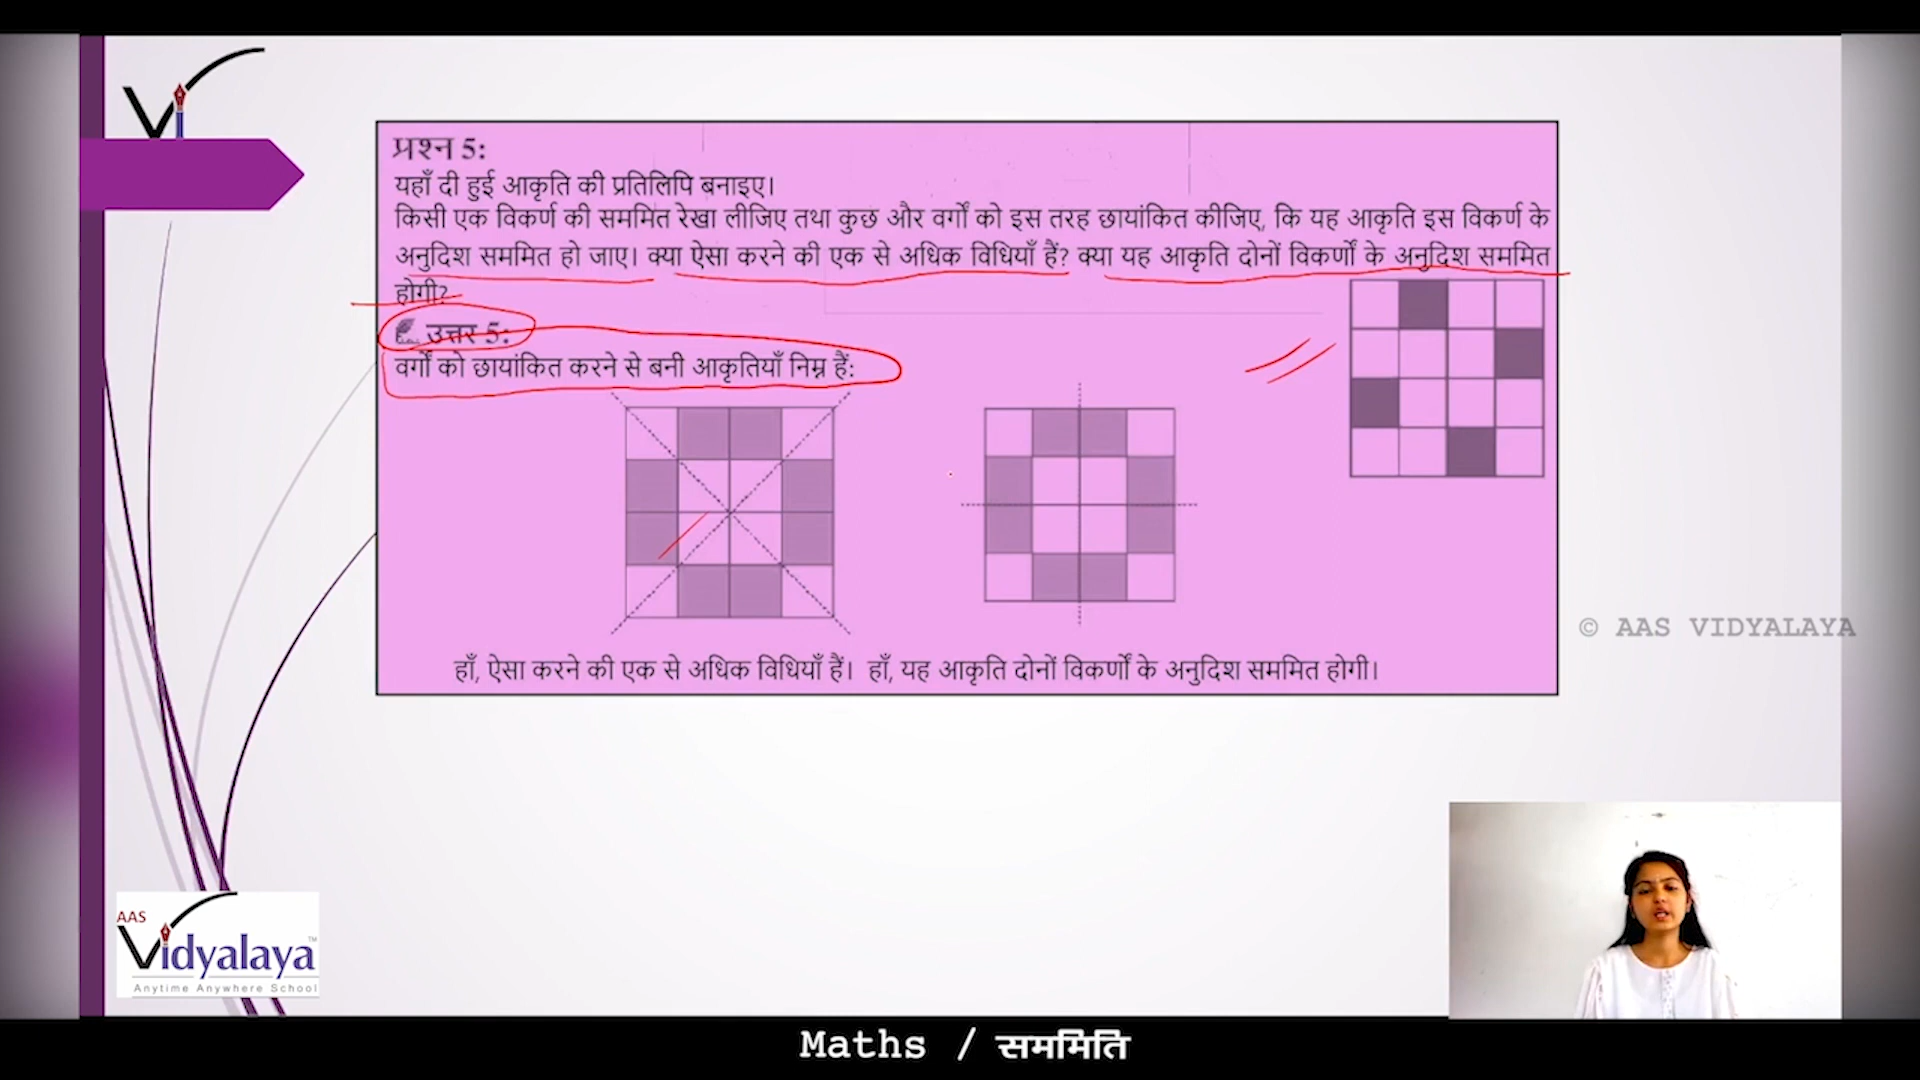 प्रश्न 5:
यहाँ दी हुई आकृति की प्रतिलिपि बनाइए।
किसी एक विकर्ण की सममित रेखा लीजिए तथा कुछ और वर्गों को इस तरह छायांकित कीजिए, कि यह आकृति इस विकर्ण के
अनुदिश सममित हो जाए। क्या ऐसा करने की एक से अधिक विधियाँ हैं? क्या यह आकृति दोनों विकर्णों के अनुदिश सममित
होगी?
उत्तर 5:
वर्गों को छायांकित करने से बनी आकृतियाँ निम्न हैं:
हाँ, ऐसा करने की एक से अधिक विधियाँ हैं। हाँ, यह आकृति दोनों विकर्णों के अनुदिश सममित होगी।
© AAS VIDYALAYA
AAS
Vidyalaya™
Anytime Anywhere School
Maths / सममिति